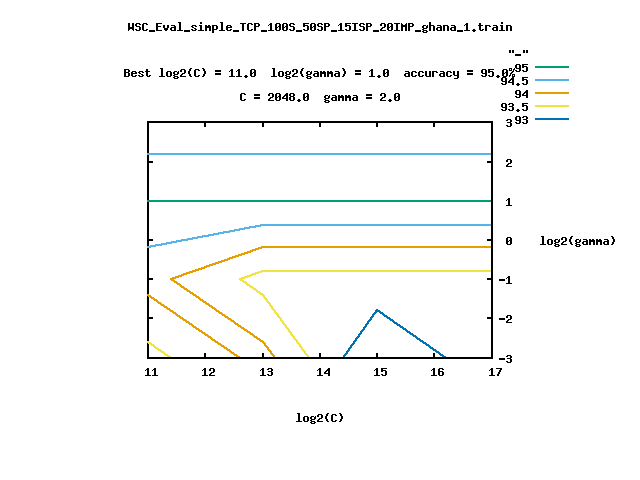 WSC_Eval_simple_TCP_100S_50SP_15ISP_20IMP_ghana_1.train
"-"
Best log2(C) = 11.0 log2(gamma) = 1.0 accuracy = 95.0%
95
94.5
C = 2048.0 gamma = 2.0
94
93.5
93
3
2
1
0
log2(gamma)
-1
-2
-3
11 12 13 14 15 16 17
log2(C)